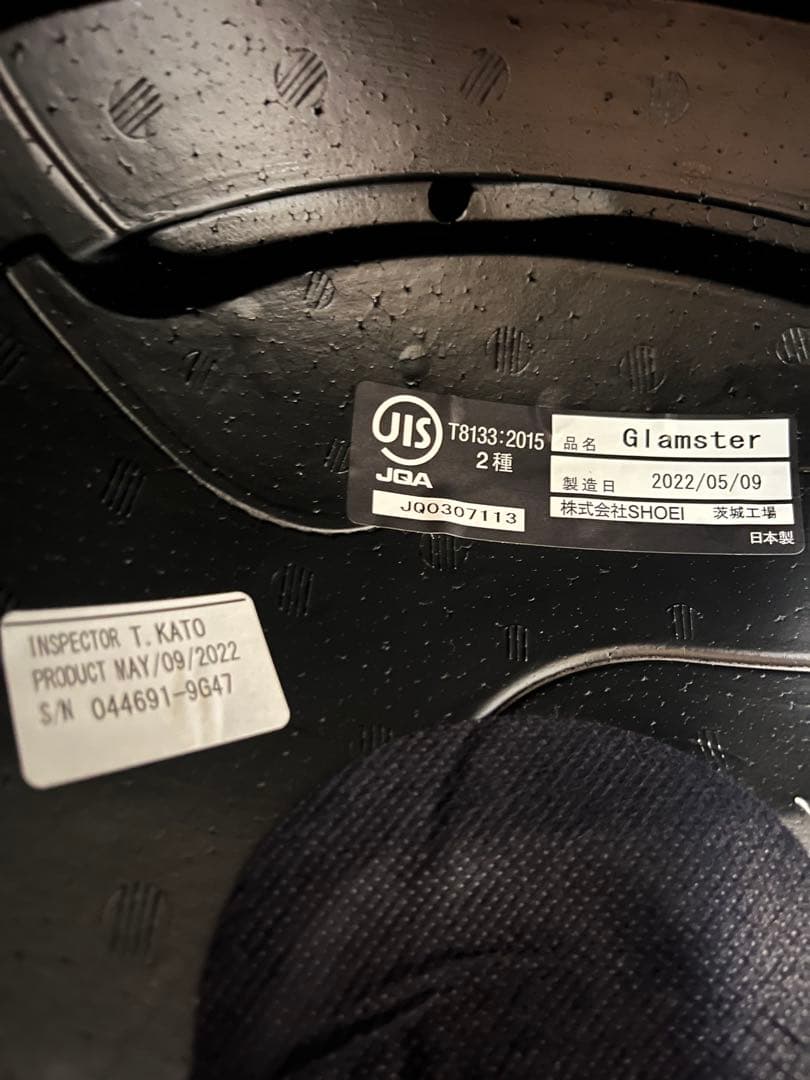 JIS
JQA
T8133:2015
2種
JQ0307113
品名 Glamster
製造日 2022/05/09
株式会社SHOEI 茨城工場
日本製
INSPECTOR T.KATO
PRODUCT MAY/09/2022
S/N 044691-9G47